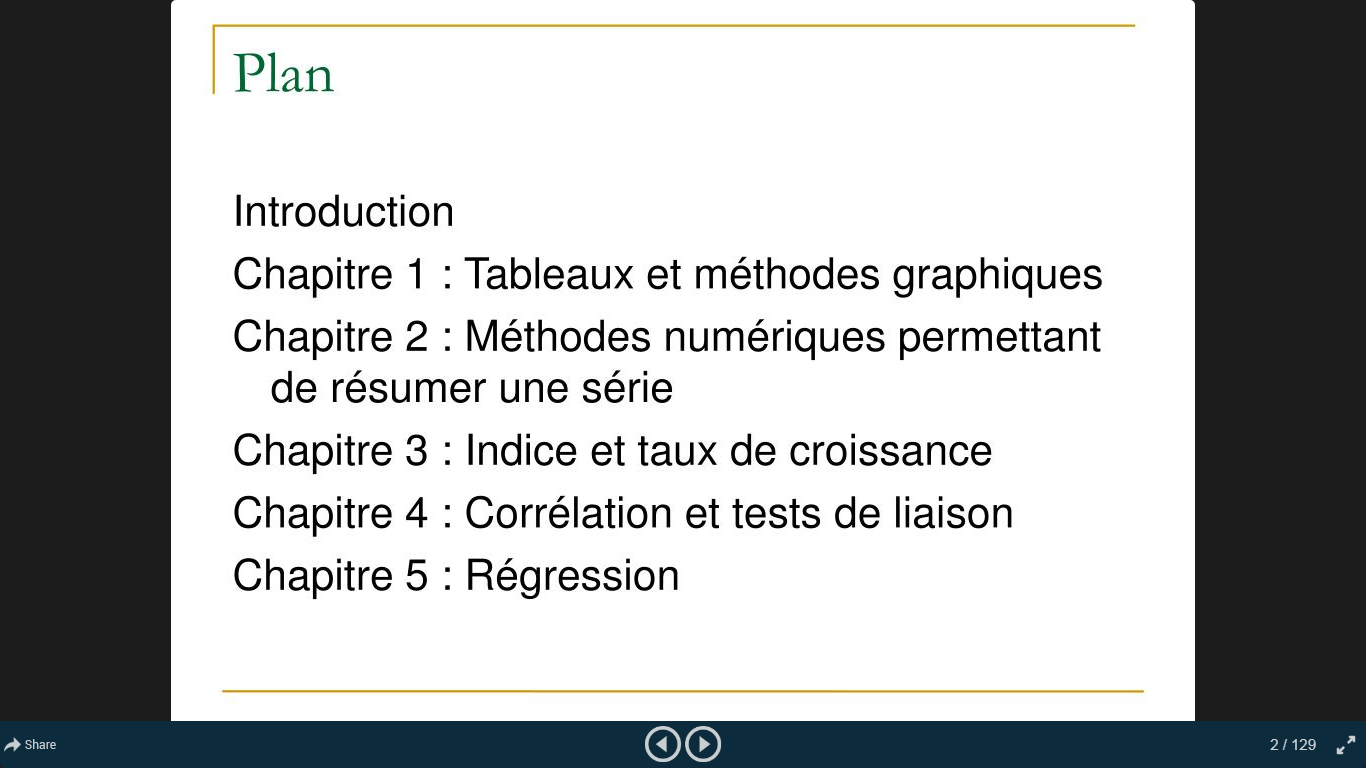 Plan
Introduction
Chapitre 1 : Tableaux et méthodes graphiques
Chapitre 2 : Méthodes numériques permettant
de résumer une série
Chapitre 3 : Indice et taux de croissance
Chapitre 4 : Corrélation et tests de liaison
Chapitre 5 : Régression
Share
2 / 129